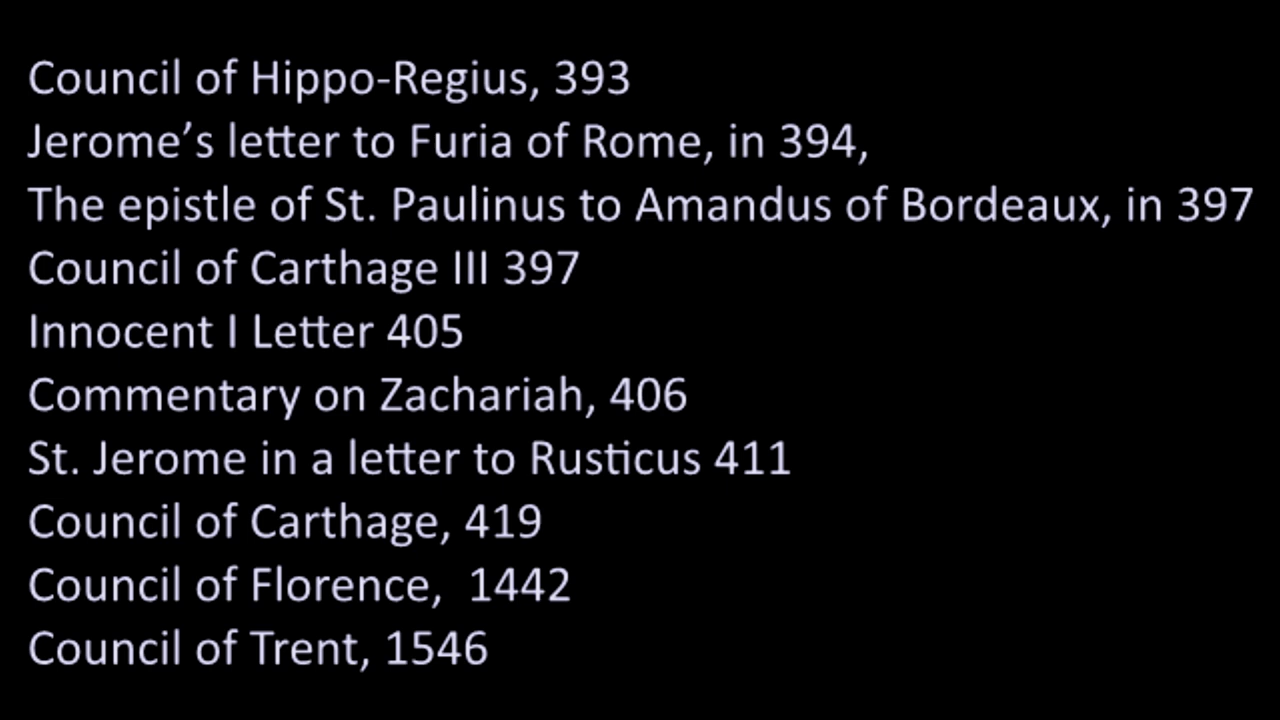 Council of Hippo-Regius, 393
Jerome’s letter to Furia of Rome, in 394,
The epistle of St. Paulinus to Amandus of Bordeaux, in 397
Council of Carthage III 397
Innocent I Letter 405
Commentary on Zachariah, 406
St. Jerome in a letter to Rusticus 411
Council of Carthage, 419
Council of Florence,  1442
Council of Trent, 1546